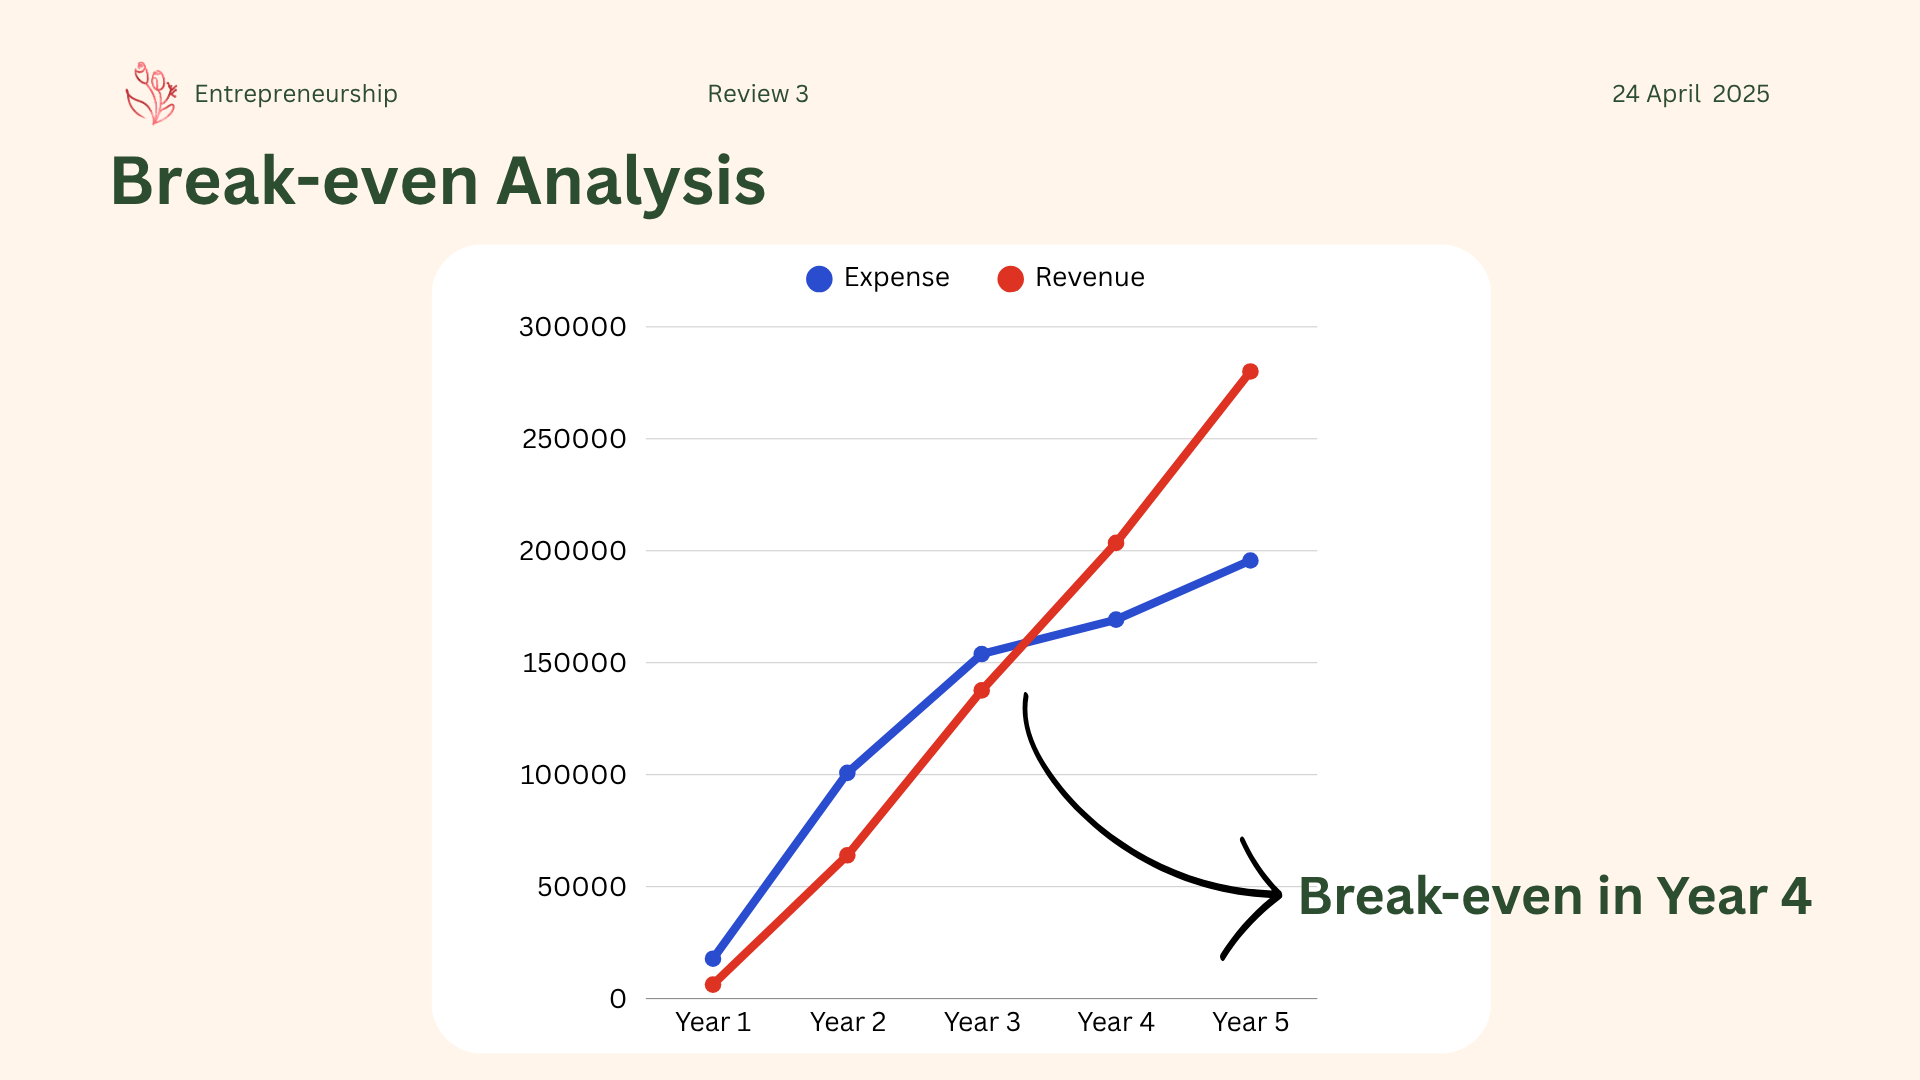 Entrepreneurship
Review 3
24 April 2025
Break-even Analysis
Expense
Revenue
300000
250000
200000
150000
100000
50000
0
Break-even in Year 4
Year 1
Year 2
Year 3
Year 4
Year 5